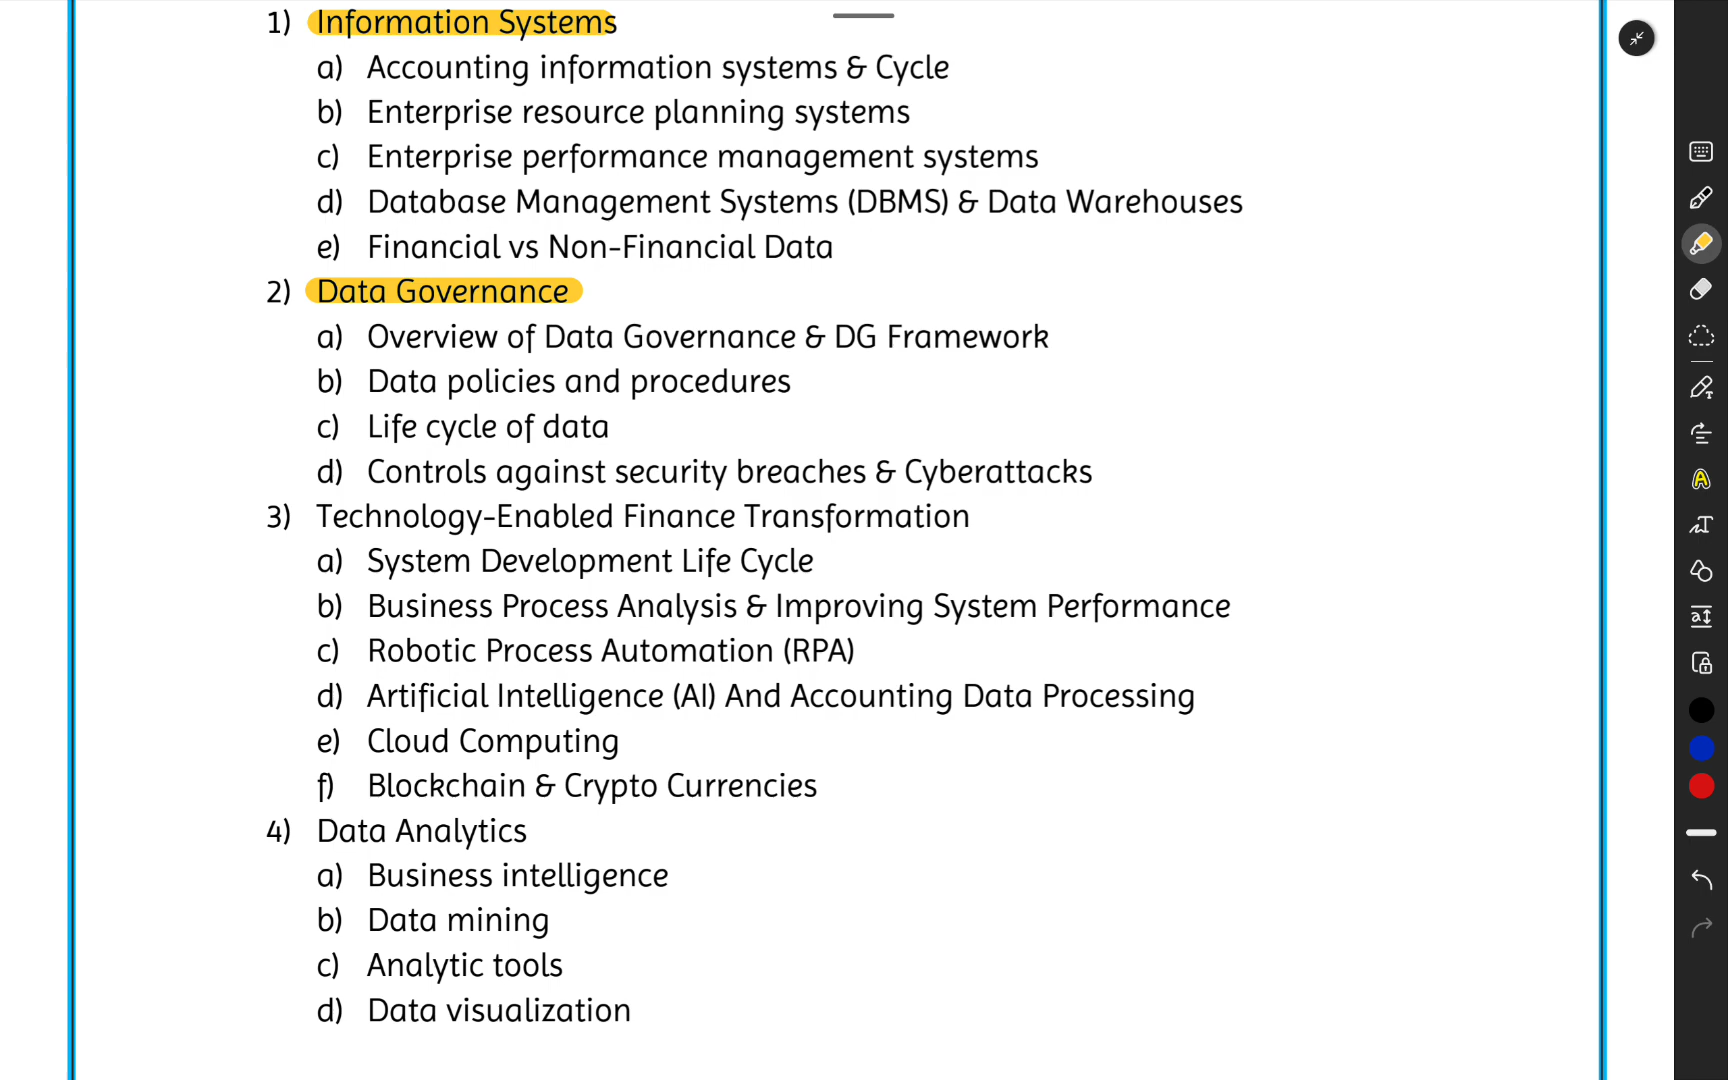 1) Information Systems
a) Accounting information systems & Cycle
b) Enterprise resource planning systems
c) Enterprise performance management systems
d) Database Management Systems (DBMS) & Data Warehouses
e) Financial vs Non-Financial Data
2) Data Governance
a) Overview of Data Governance & DG Framework
b) Data policies and procedures
c) Life cycle of data
d) Controls against security breaches & Cyberattacks
3) Technology-Enabled Finance Transformation
a) System Development Life Cycle
b) Business Process Analysis & Improving System Performance
c) Robotic Process Automation (RPA)
d) Artificial Intelligence (AI) And Accounting Data Processing
e) Cloud Computing
f) Blockchain & Crypto Currencies
4) Data Analytics
a) Business intelligence
b) Data mining
c) Analytic tools
d) Data visualization